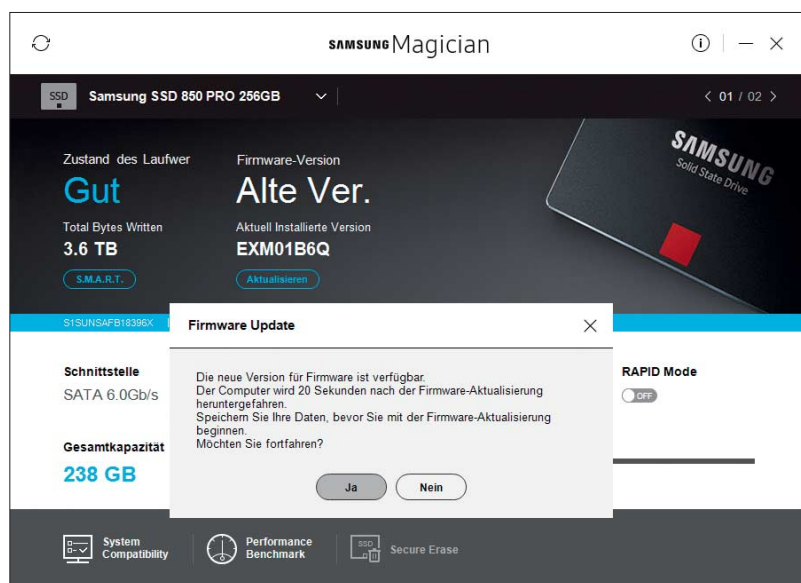 SAMSUNG Magician
SSD Samsung SSD 850 PRO 256GB
01 / 02
Zustand des Laufwer
Firmware-Version
Gut
Alte Ver.
Total Bytes Written
Aktuell Installierte Version
3.6 TB
EXM01B6Q
S.M.A.R.T.
Aktualisieren
SAMSUNG
Solid State Drive
S1SUNSAFB18396X
Firmware Update
Die neue Version für Firmware ist verfügbar.
Der Computer wird 20 Sekunden nach der Firmware-Aktualisierung
heruntergefahren.
Speichern Sie Ihre Daten, bevor Sie mit der Firmware-Aktualisierung
beginnen.
Möchten Sie fortfahren?
Ja
Nein
Schnittstelle
SATA 6.0Gb/s
RAPID Mode
OFF
Gesamtkapazität
238 GB
System
Compatibility
Performance
Benchmark
SSD
Secure Erase